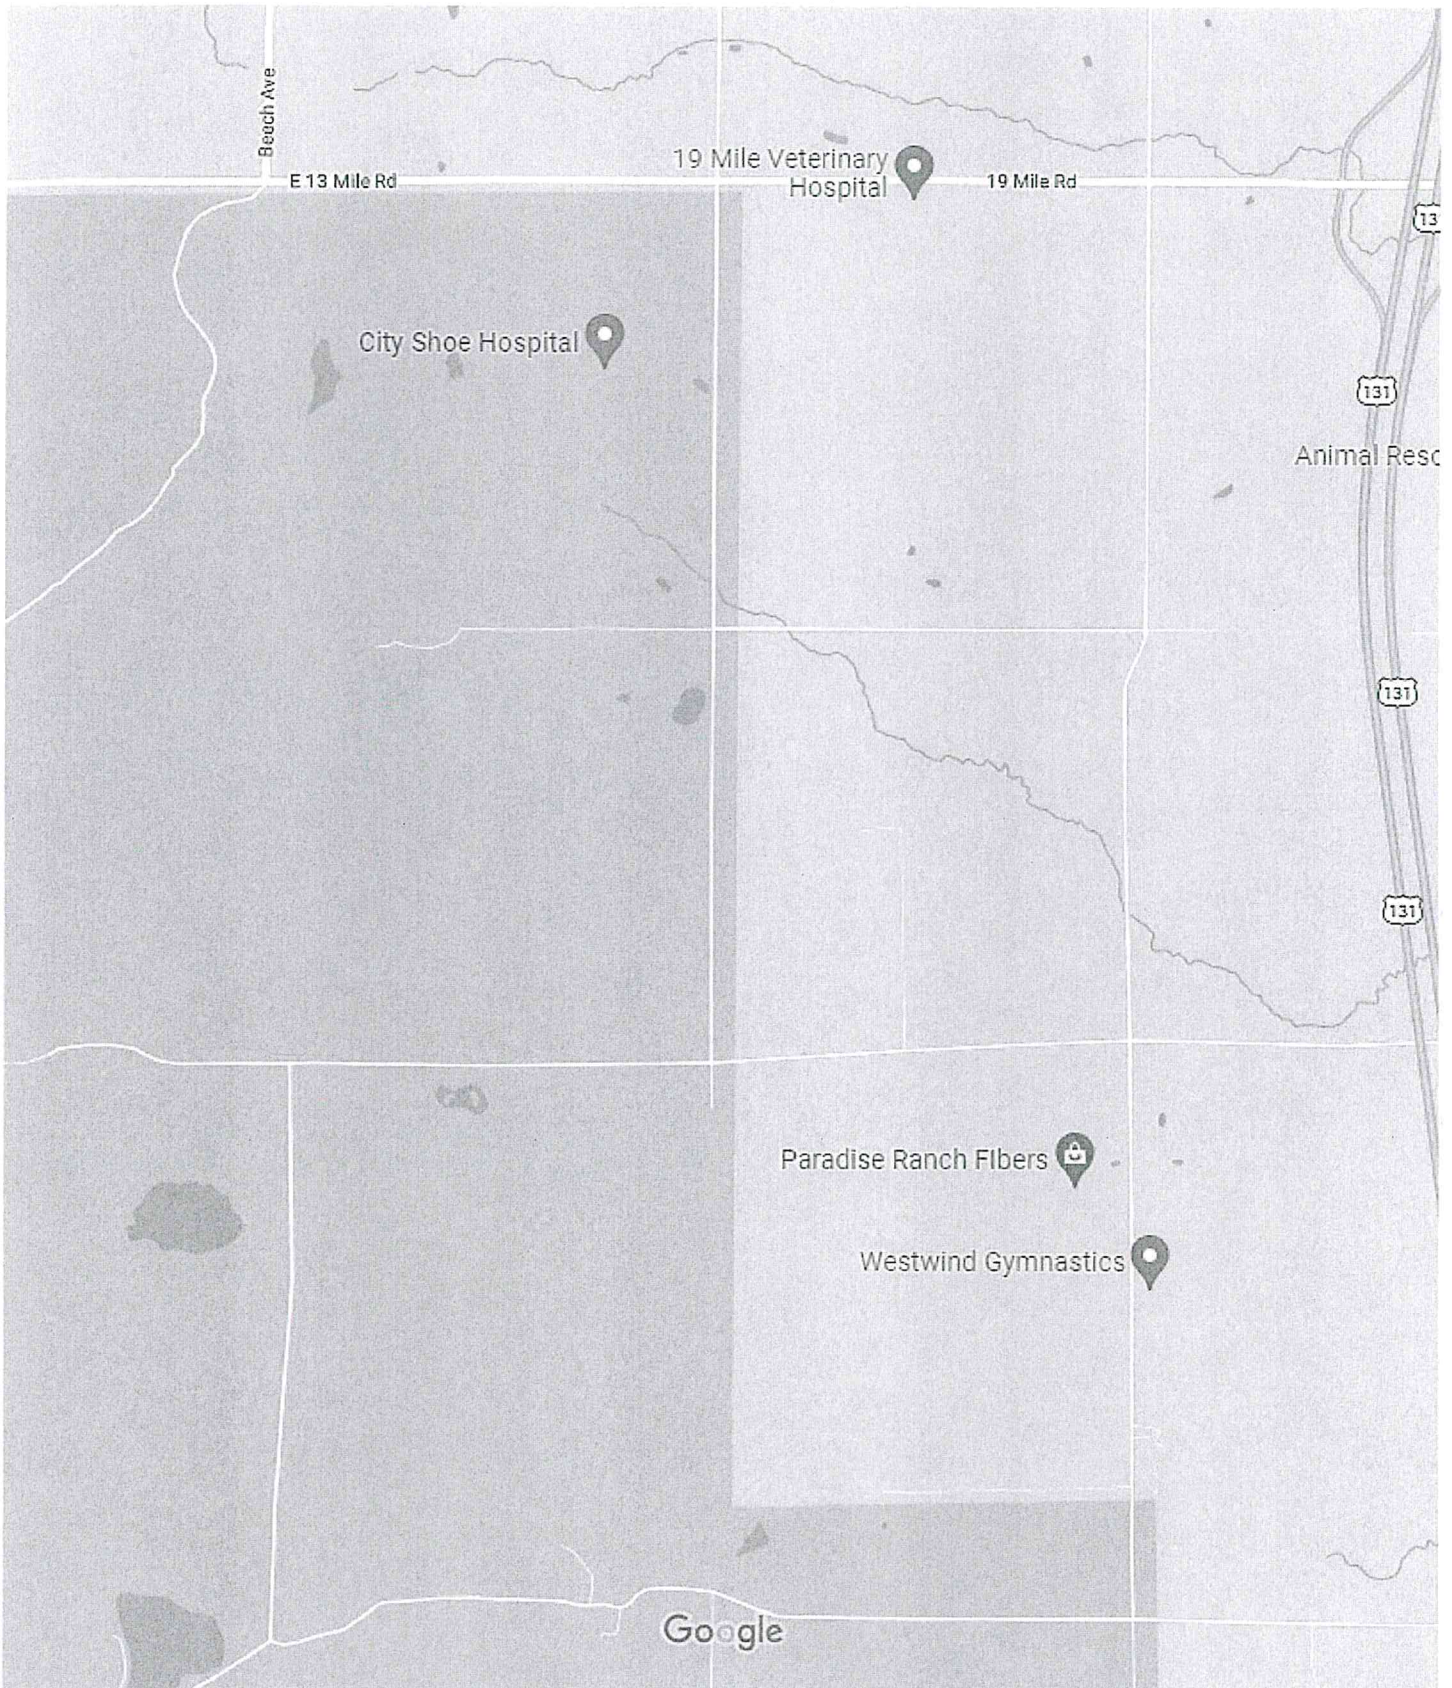 Beech Ave
E 13 Mile Rd
19 Mile Veterinary
Hospital
19 Mile Rd
13
City Shoe Hospital
131
Animal Resc
131
131
Paradise Ranch Fibers
Westwind Gymnastics
Google